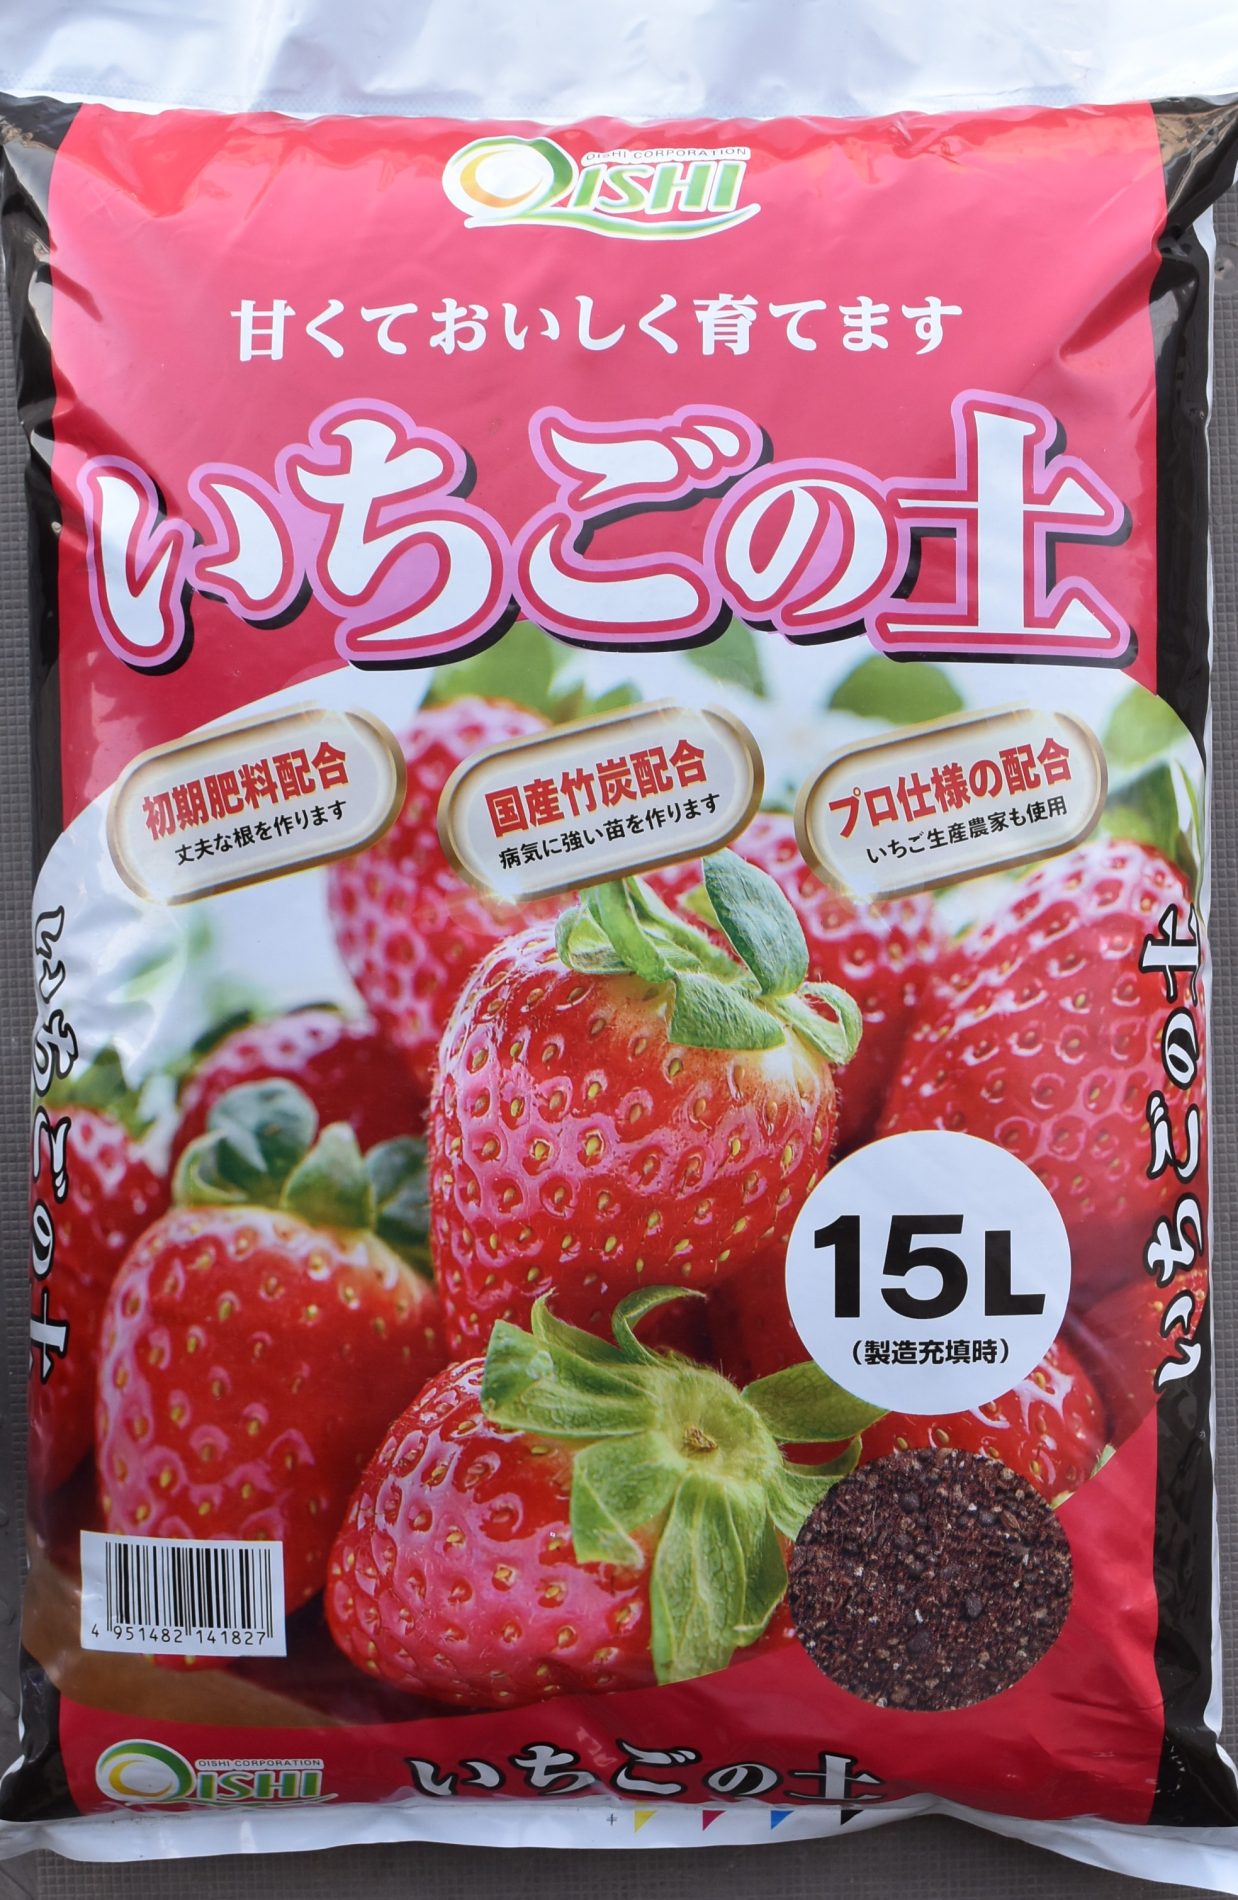 OISHI CORPORATION
OISHI
甘くておいしく育てます
いちごの土
初期肥料配合
丈夫な根を作ります
国産竹炭配合
病気に強い苗を作ります
プロ仕様の配合
いちご生産農家も使用
いちごの土
いちごの土
15L
(製造充填時)
4 951482 141827
OISHI CORPORATION
OISHI
いちごの土